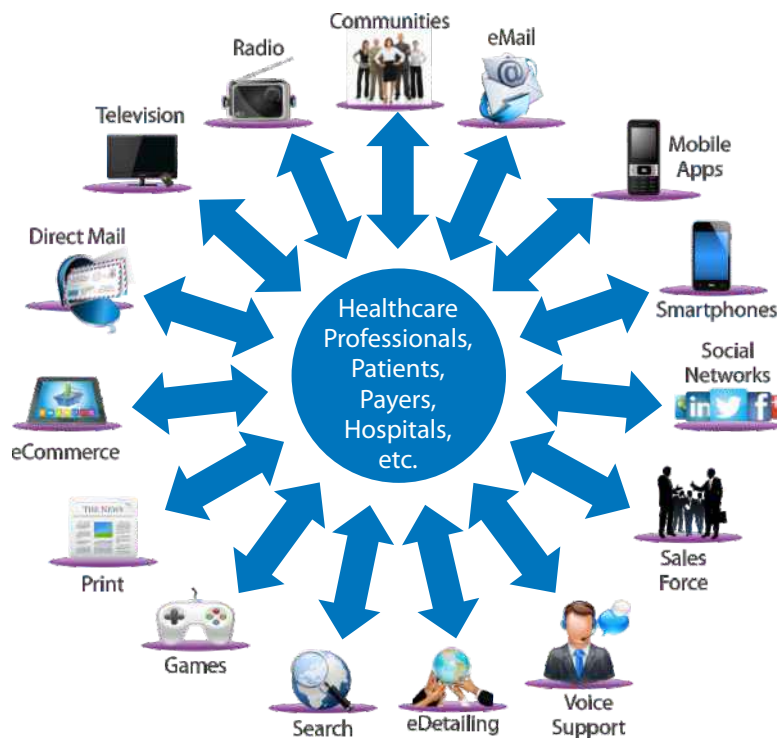 Communities
eMail
Mobile
Apps
Smartphones
Social
Networks
in
f
Sales
Force
Voice
Support
eDetailing
Search
Games
THE NEWS
Print
eCommerce
Direct Mail
Television
Radio
Healthcare
Professionals,
Patients,
Payers,
Hospitals,
etc.
@